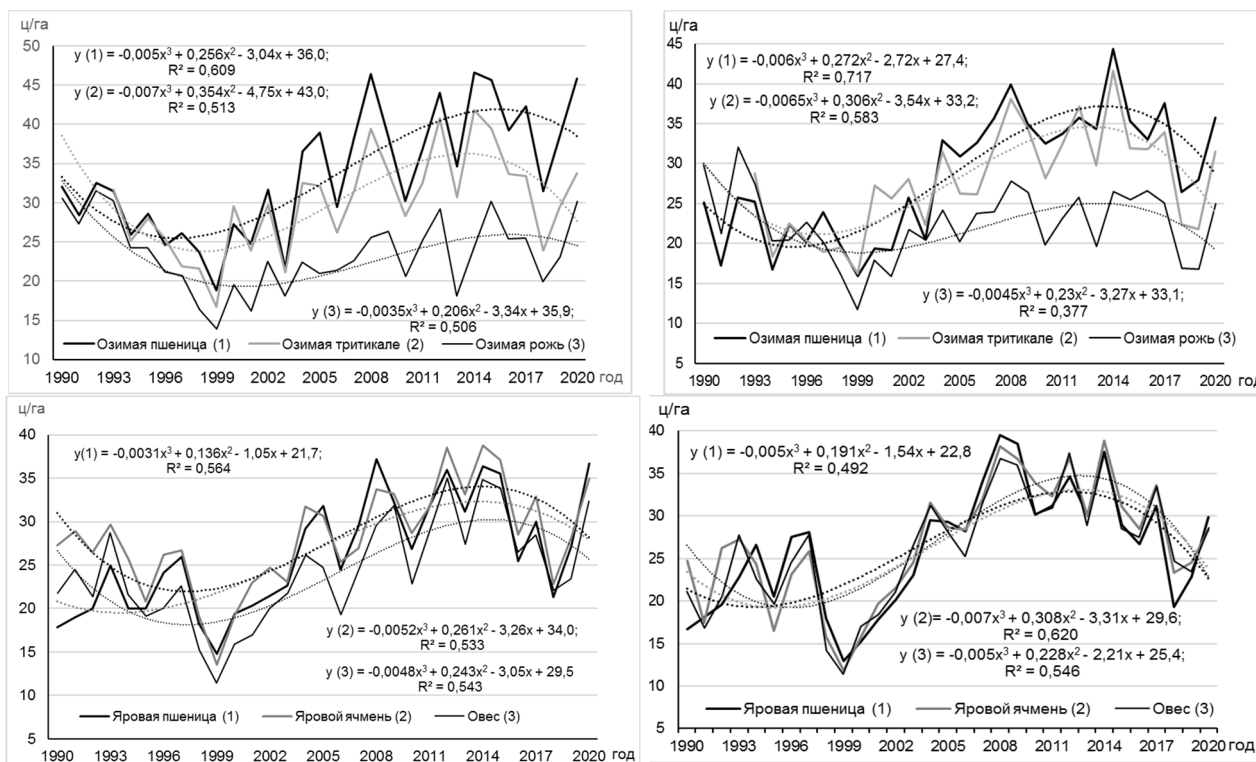 ц/га
50
45
40
35
30
25
20
15
10
y (1) = -0,005x³ + 0,256x² - 3,04x + 36,0;
R² = 0,609
y (2) = -0,007x³ + 0,354x² - 4,75x + 43,0;
R² = 0,513
y (3) = -0,0035x³ + 0,206x² - 3,34x + 35,9;
R² = 0,506
Озимая пшеница (1) Озимая тритикале (2) Озимая рожь (3)
1990 1993 1996 1999 2002 2005 2008 2011 2014 2017 2020 год
ц/га
45
40
35
30
25
20
15
10
5
y (1) = -0,006x³ + 0,272x² - 2,72x + 27,4;
R² = 0,717
y (2) = -0,0065x³ + 0,306x² - 3,54x + 33,2;
R² = 0,583
y (3) = -0,0045x³ + 0,23x² - 3,27x + 33,1;
R² = 0,377
Озимая пшеница (1) Озимая тритикале (2) Озимая рожь (3)
1990 1993 1996 1999 2002 2005 2008 2011 2014 2017 2020 год
ц/га
40
35
30
25
20
15
10
5
y(1) = -0,0031x³ + 0,136x² - 1,05x + 21,7;
R² = 0,564
y (2) = -0,0052x³ + 0,261x² - 3,26x + 34,0;
R² = 0,533
y (3) = -0,0048x³ + 0,243x² - 3,05x + 29,5
R² = 0,543
Яровая пшеница (1) Яровой ячмень (2) Овес (3)
1990 1993 1996 1999 2002 2005 2008 2011 2014 2017 2020 год
ц/га
40
35
30
25
20
15
10
5
y (1) = -0,005x³ + 0,191x² - 1,54x + 22,8
R² = 0,492
y (2) = -0,007x³ + 0,308x² - 3,31x + 29,6;
R² = 0,620
y (3) = -0,005x³ + 0,228x² - 2,21x + 25,4;
R² = 0,546
Яровая пшеница (1) Яровой ячмень (2) Овес (3)
1990 1993 1996 1999 2002 2005 2008 2011 2014 2017 2020 год